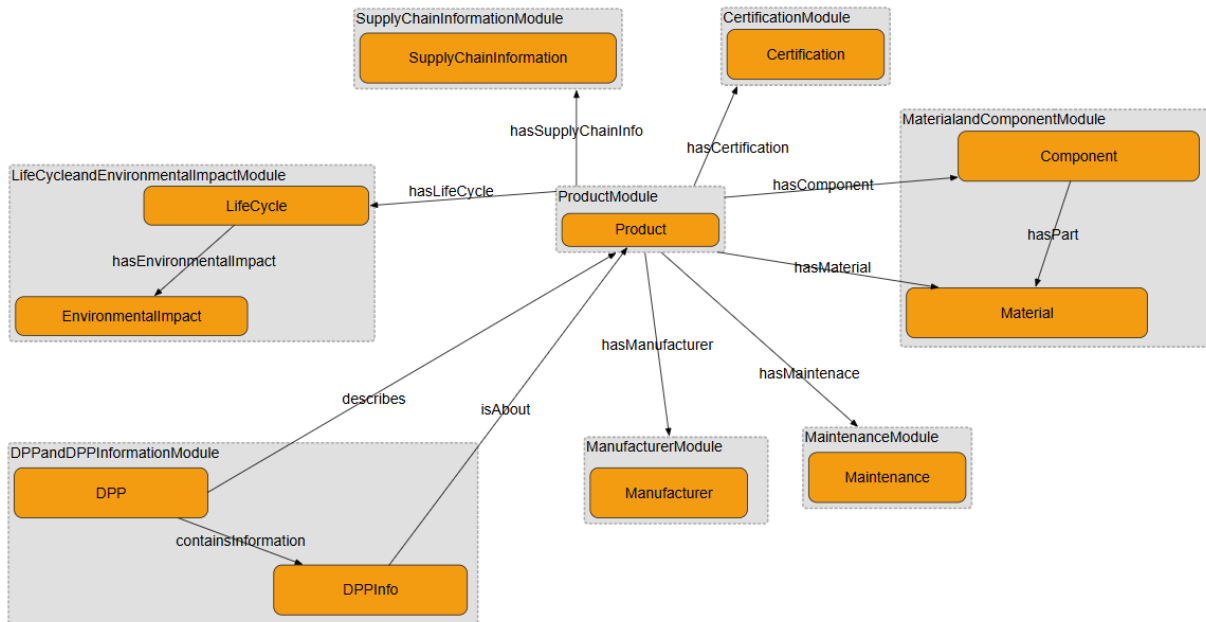 SupplyChainInformationModule
SupplyChainInformation
CertificationModule
Certification
hasSupplyChainInfo
hasCertification
MaterialandComponentModule
Component
LifeCycleandEnvironmentalImpactModule
LifeCycle
hasLifeCycle
ProductModule
Product
hasComponent
hasPart
hasEnvironmentalImpact
EnvironmentalImpact
hasMaterial
Material
hasManufacturer
hasMaintenace
describes
isAbout
DPPandDPPInformationModule
DPP
containsInformation
DPPInfo
ManufacturerModule
Manufacturer
MaintenanceModule
Maintenance